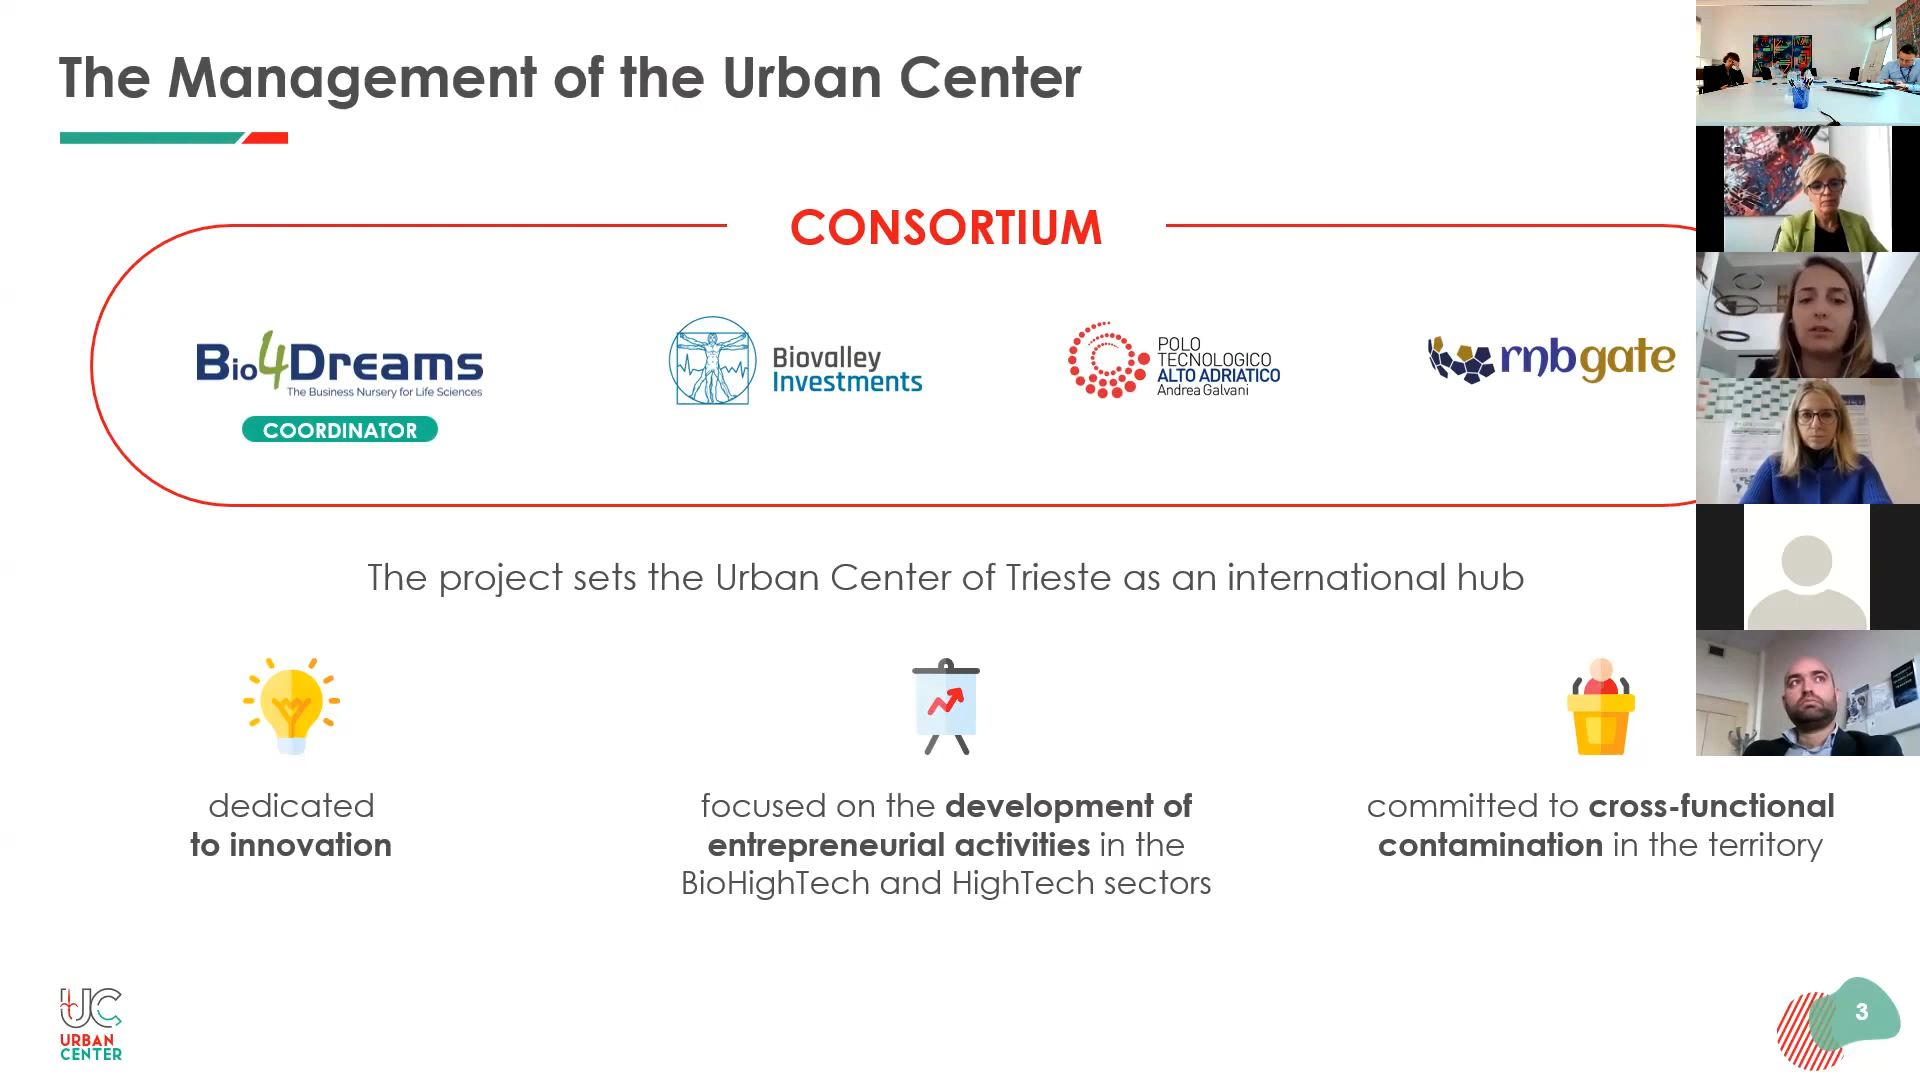 The Management of the Urban Center
CONSORTIUM
Bio4Dreams
The Business Nursery for Life Sciences
COORDINATOR
Biovalley
Investments
POLO
TECNOLOGICO
ALTO ADRIATICO
Andrea Galvani
rnbgate
The project sets the Urban Center of Trieste as an international hub
dedicated
to innovation
focused on the development of
entrepreneurial activities in the
BioHighTech and HighTech sectors
committed to cross-functional
contamination in the territory
UC
URBAN
CENTER
3